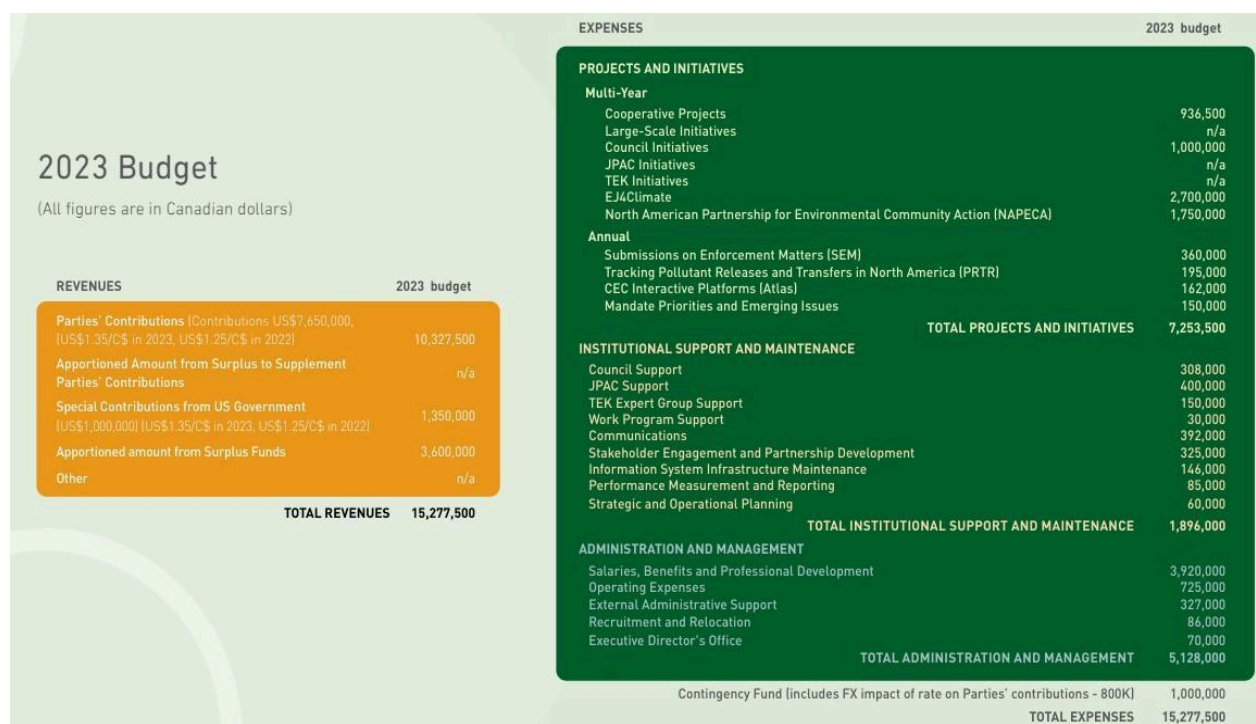 2023 Budget
(All figures are in Canadian dollars)
REVENUES 2023 budget
Parties' Contributions (Contributions US$7,650,000,
(US$1.35/C$ in 2023, US$1.25/C$ in 2022) 10,327,500
Apportioned Amount from Surplus to Supplement
Parties' Contributions n/a
Special Contributions from US Government
(US$1,000,000) (US$1.35/C$ in 2023, US$1.25/C$ in 2022) 1,350,000
Apportioned amount from Surplus Funds 3,600,000
Other n/a
TOTAL REVENUES 15,277,500
EXPENSES 2023 budget
PROJECTS AND INITIATIVES
Multi-Year
Cooperative Projects 936,500
Large-Scale Initiatives n/a
Council Initiatives 1,000,000
JPAC Initiatives n/a
TEK Initiatives n/a
EJ4Climate 2,700,000
North American Partnership for Environmental Community Action (NAPECA) 1,750,000
Annual
Submissions on Enforcement Matters (SEM) 360,000
Tracking Pollutant Releases and Transfers in North America (PRTR) 195,000
CEC Interactive Platforms (Atlas) 162,000
Mandate Priorities and Emerging Issues 150,000
TOTAL PROJECTS AND INITIATIVES 7,253,500
INSTITUTIONAL SUPPORT AND MAINTENANCE
Council Support 308,000
JPAC Support 400,000
TEK Expert Group Support 150,000
Work Program Support 30,000
Communications 392,000
Stakeholder Engagement and Partnership Development 325,000
Information System Infrastructure Maintenance 146,000
Performance Measurement and Reporting 85,000
Strategic and Operational Planning 60,000
TOTAL INSTITUTIONAL SUPPORT AND MAINTENANCE 1,896,000
ADMINISTRATION AND MANAGEMENT
Salaries, Benefits and Professional Development 3,920,000
Operating Expenses 725,000
External Administrative Support 327,000
Recruitment and Relocation 86,000
Executive Director's Office 70,000
TOTAL ADMINISTRATION AND MANAGEMENT 5,128,000
Contingency Fund (includes FX impact of rate on Parties' contributions - 800K) 1,000,000
TOTAL EXPENSES 15,277,500